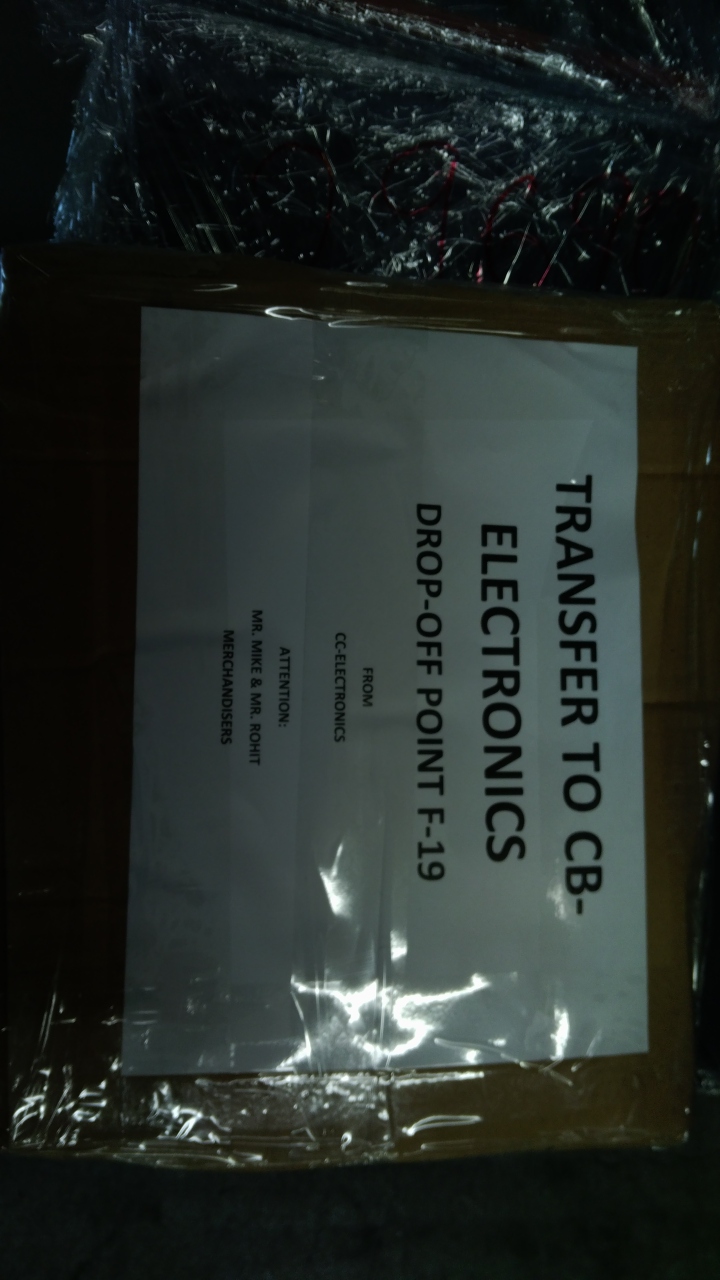 TRANSFER TO CB-
ELECTRONICS
DROP-OFF POINT F-19
FROM
CC-ELECTRONICS
ATTENTION:
MR. MIKE & MR. ROHIT
MERCHANDISERS